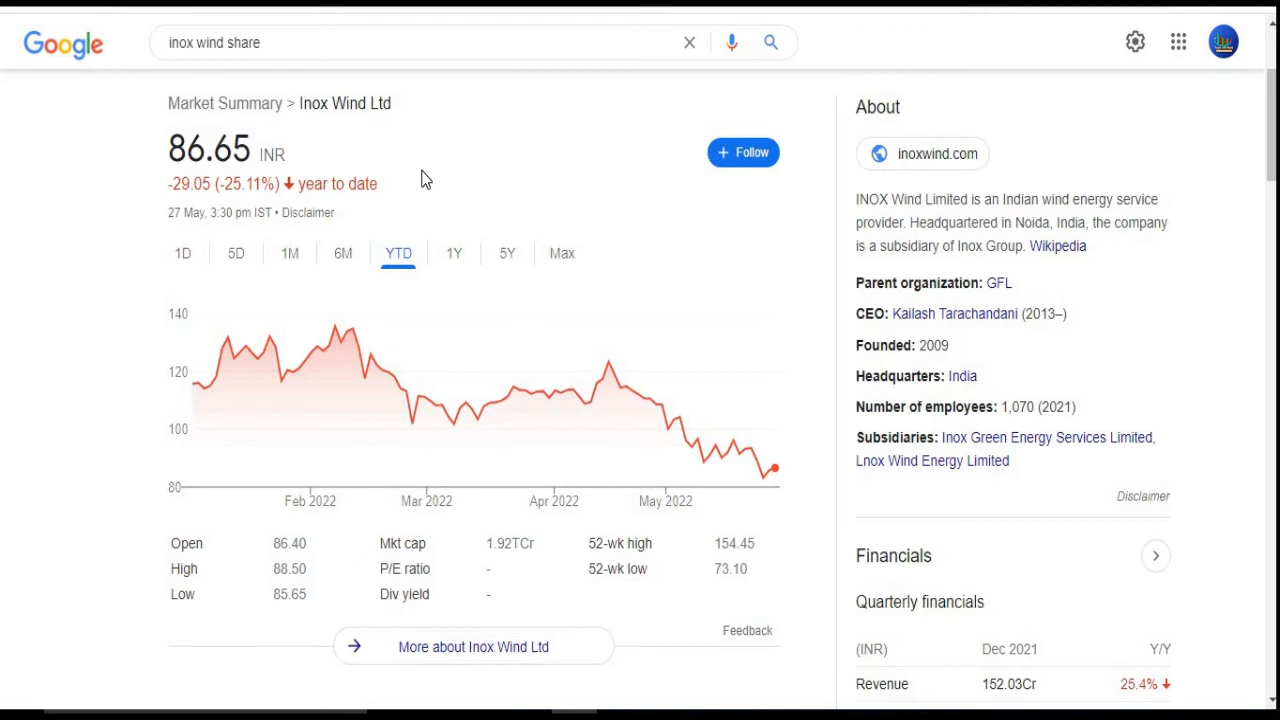 Google
inox wind share
Market Summary > Inox Wind Ltd
86.65 INR
+ Follow
-29.05 (-25.11%) ↓ year to date
27 May, 3:30 pm IST • Disclaimer
1D 5D 1M 6M YTD 1Y 5Y Max
140
120
100
80
Feb 2022 Mar 2022 Apr 2022 May 2022
Open 86.40 Mkt cap 1.92TCr 52-wk high 154.45
High 88.50 P/E ratio - 52-wk low 73.10
Low 85.65 Div yield -
Feedback
→ More about Inox Wind Ltd
About
inoxwind.com
INOX Wind Limited is an Indian wind energy service
provider. Headquartered in Noida, India, the company
is a subsidiary of Inox Group. Wikipedia
Parent organization: GFL
CEO: Kailash Tarachandani (2013–)
Founded: 2009
Headquarters: India
Number of employees: 1,070 (2021)
Subsidiaries: Inox Green Energy Services Limited,
Lnox Wind Energy Limited
Disclaimer
Financials
Quarterly financials
(INR) Dec 2021 Y/Y
Revenue 152.03Cr 25.4% ↓